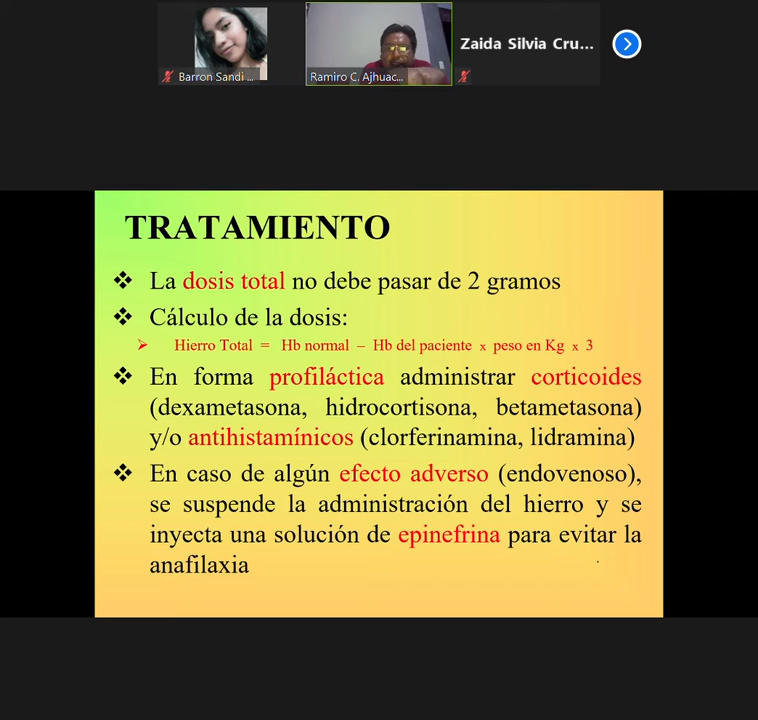 Barron Sandi ...
Ramiro C. Ajhuac...
Zaida Silvia Cru...
TRATAMIENTO
❖ La dosis total no debe pasar de 2 gramos
❖ Cálculo de la dosis:
➢ Hierro Total = Hb normal – Hb del paciente x peso en Kg x 3
❖ En forma profiláctica administrar corticoides
(dexametasona, hidrocortisona, betametasona)
y/o antihistamínicos (clorferinamina, lidramina)
❖ En caso de algún efecto adverso (endovenoso),
se suspende la administración del hierro y se
inyecta una solución de epinefrina para evitar la
anafilaxia